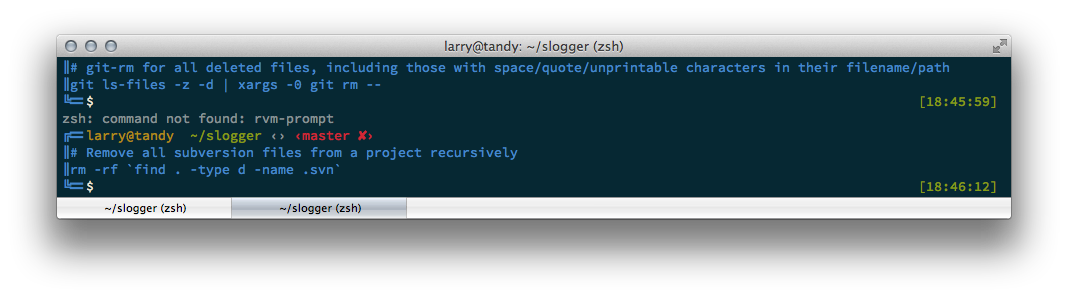 larry@tandy: ~/slogger (zsh)
║# git-rm for all deleted files, including those with space/quote/unprintable characters in their filename/path
║git ls-files -z -d | xargs -0 git rm --
╚═$ [18:45:59]
zsh: command not found: rvm-prompt
╔═larry@tandy ~/slogger ‹› ‹master ✘›
║# Remove all subversion files from a project recursively
║rm -rf `find . -type d -name .svn`
╚═$ [18:46:12]
~/slogger (zsh) ~/slogger (zsh)